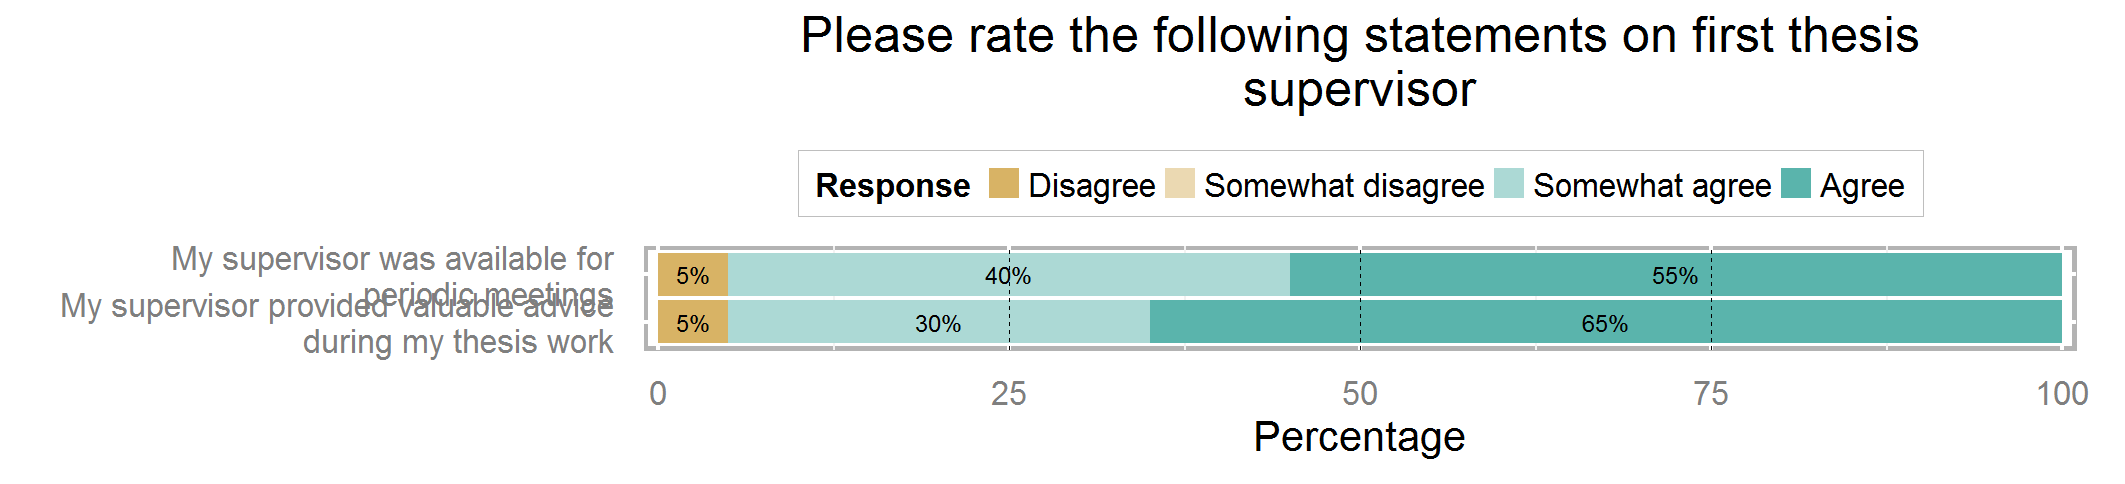 Please rate the following statements on first thesis
supervisor
Response Disagree Somewhat disagree Somewhat agree Agree
My supervisor was available for
periodic meetings
5% 40% 55%
My supervisor provided valuable advice
during my thesis work
5% 30% 65%
0 25 50 75 100
Percentage